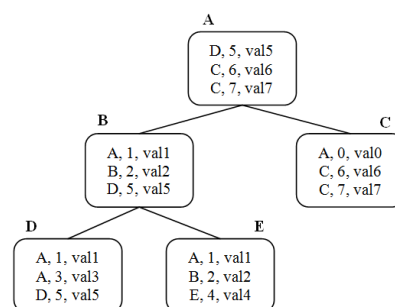 A
D, 5, val5
C, 6, val6
C, 7, val7
B
A, 1, val1
B, 2, val2
D, 5, val5
C
A, 0, val0
C, 6, val6
C, 7, val7
D
A, 1, val1
A, 3, val3
D, 5, val5
E
A, 1, val1
B, 2, val2
E, 4, val4